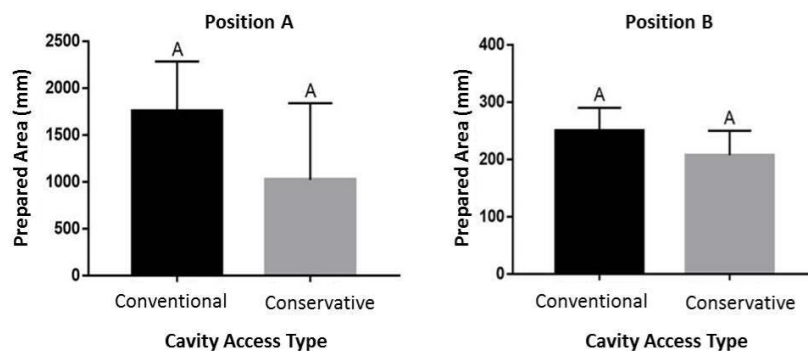 Position A
Prepared Area (mm)
2500
2000
1500
1000
500
0
A
A
Conventional
Conservative
Cavity Access Type
Position B
Prepared Area (mm)
400
300
200
100
0
A
A
Conventional
Conservative
Cavity Access Type